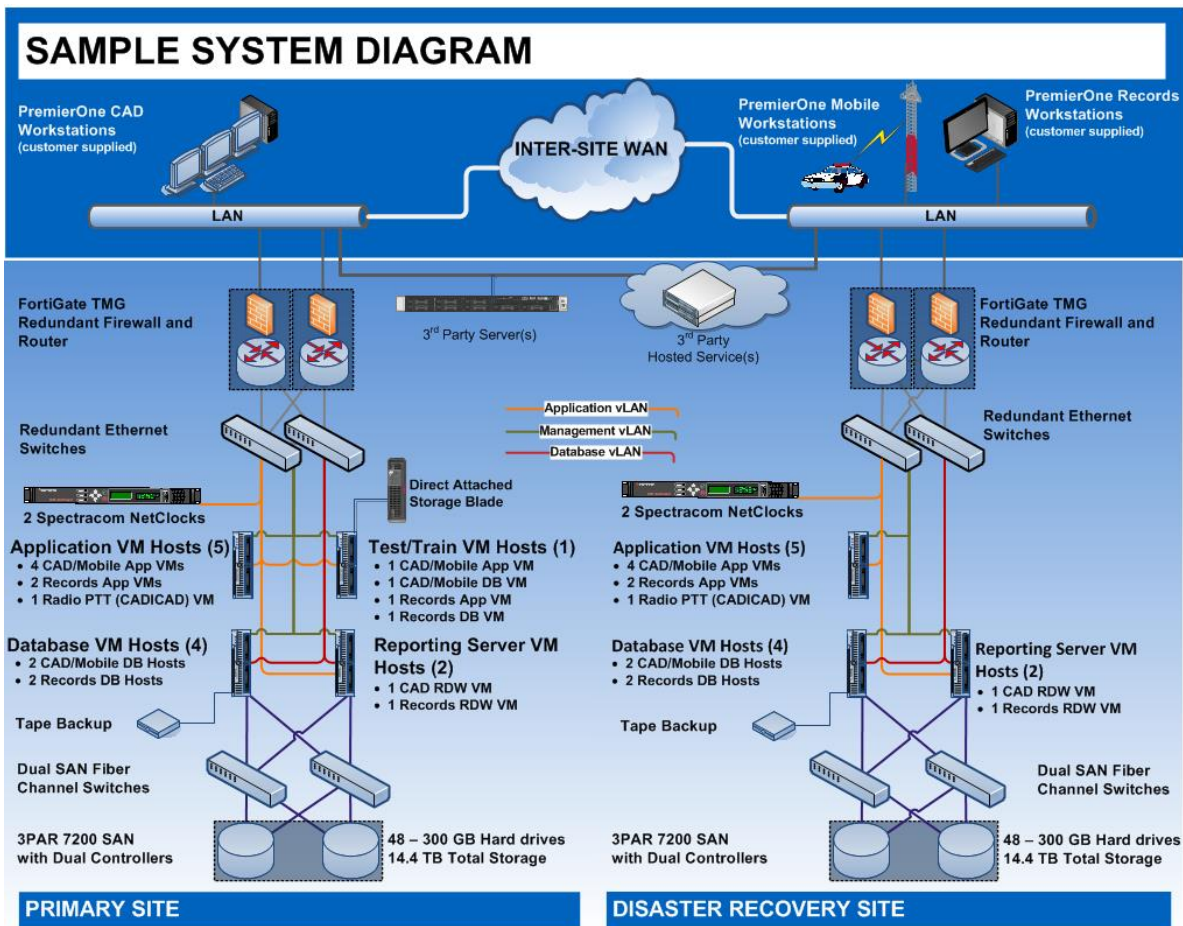 SAMPLE SYSTEM DIAGRAM
PremierOne CAD
Workstations
(customer supplied)
INTER-SITE WAN
PremierOne Mobile
Workstations
(customer supplied)
PremierOne Records
Workstations
(customer supplied)
LAN
LAN
FortiGate TMG
Redundant Firewall and
Router
3rd Party Server(s)
3rd Party
Hosted Service(s)
FortiGate TMG
Redundant Firewall and
Router
Redundant Ethernet
Switches
Application vLAN
Management vLAN
Database vLAN
Redundant Ethernet
Switches
2 Spectracom NetClocks
Direct Attached
Storage Blade
2 Spectracom NetClocks
Application VM Hosts (5)
• 4 CAD/Mobile App VMs
• 2 Records App VMs
• 1 Radio PTT (CADICAD) VM
Test/Train VM Hosts (1)
• 1 CAD/Mobile App VM
• 1 CAD/Mobile DB VM
• 1 Records App VM
• 1 Records DB VM
Application VM Hosts (5)
• 4 CAD/Mobile App VMs
• 2 Records App VMs
• 1 Radio PTT (CADICAD) VM
Database VM Hosts (4)
• 2 CAD/Mobile DB Hosts
• 2 Records DB Hosts
Reporting Server VM
Hosts (2)
• 1 CAD RDW VM
• 1 Records RDW VM
Database VM Hosts (4)
• 2 CAD/Mobile DB Hosts
• 2 Records DB Hosts
Reporting Server VM
Hosts (2)
• 1 CAD RDW VM
• 1 Records RDW VM
Tape Backup
Tape Backup
Dual SAN Fiber
Channel Switches
Dual SAN Fiber
Channel Switches
3PAR 7200 SAN
with Dual Controllers
48 – 300 GB Hard drives
14.4 TB Total Storage
3PAR 7200 SAN
with Dual Controllers
48 – 300 GB Hard drives
14.4 TB Total Storage
PRIMARY SITE
DISASTER RECOVERY SITE